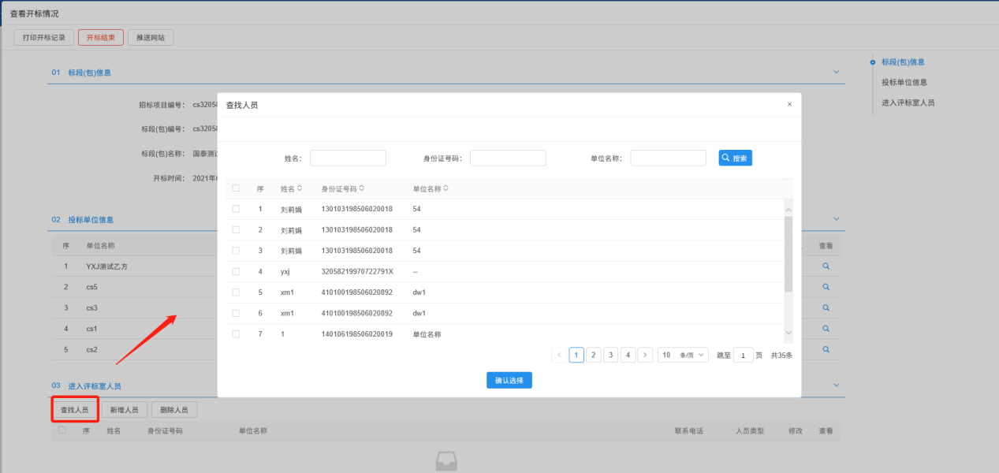 查看开标情况
打印开标记录 开标结束 推送网站
01 标段(包)信息
标段(包)信息
投标单位信息
进入评标室人员
招标项目编号: cs3205
标段(包)编号: cs3205
标段(包)名称: 国泰测
开标时间: 2021年
查找人员 ×
姓名: 身份证号码: 单位名称: 搜索
序 姓名 身份证号码 单位名称
1 刘莉娟 130103198506020018 54
2 刘莉娟 130103198506020018 54
3 刘莉娟 130103198506020018 54
4 yxj 32058219970722791X --
5 xm1 410100198506020892 dw1
6 xm1 410100198506020892 dw1
7 1 140106198506020019 单位名称
< 1 2 3 4 > 10 条/页 跳至 1 页 共35条
确认选择
02 投标单位信息
序 单位名称 查看
1 YXJ测试乙方
2 cs5
3 cs3
4 cs1
5 cs2
03 进入评标室人员
查找人员 新增人员 删除人员
序 姓名 身份证号码 单位名称 联系电话 人员类型 修改 查看